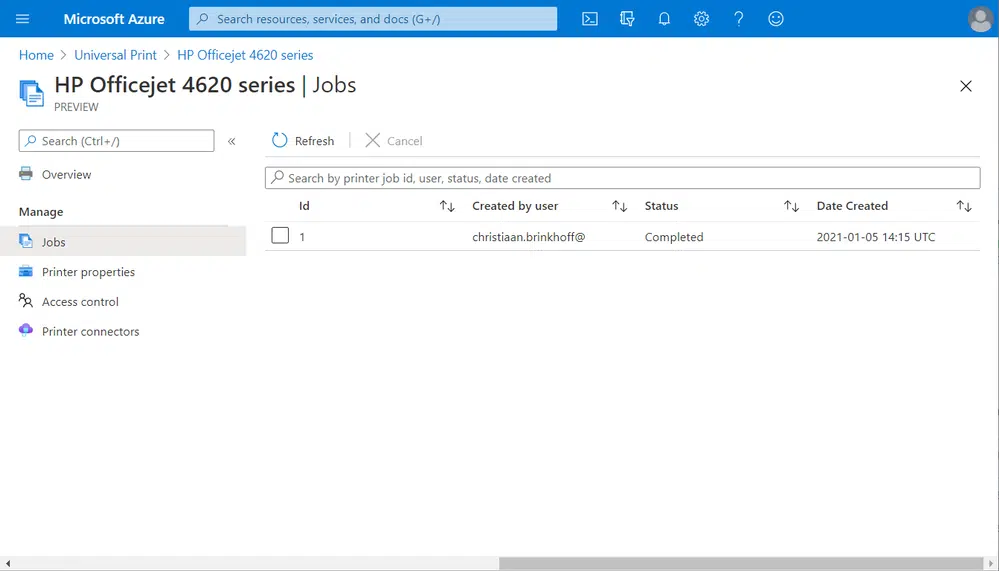 Microsoft Azure
Search resources, services, and docs (G+/)
Home > Universal Print > HP Officejet 4620 series
HP Officejet 4620 series | Jobs
PREVIEW
Search (Ctrl+/)
«
Refresh
Cancel
Overview
Search by printer job id, user, status, date created
Manage
Id Created by user Status Date Created
Jobs
1 christiaan.brinkhoff@ Completed 2021-01-05 14:15 UTC
Printer properties
Access control
Printer connectors